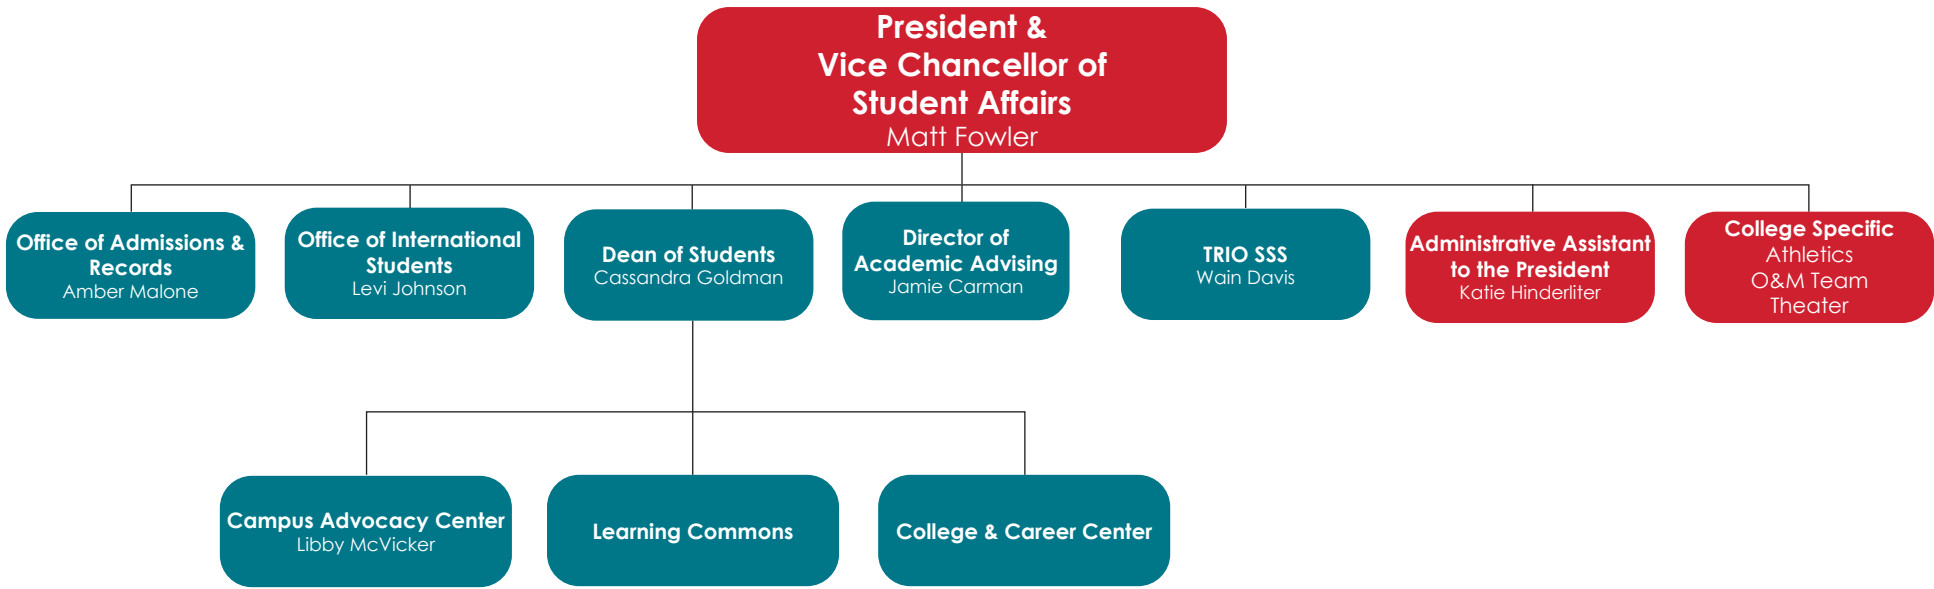 President &
Vice Chancellor of
Student Affairs
Matt Fowler
Office of Admissions &
Records
Amber Malone
Office of International
Students
Levi Johnson
Dean of Students
Cassandra Goldman
Director of
Academic Advising
Jamie Carman
TRIO SSS
Wain Davis
Administrative Assistant
to the President
Katie Hinderliter
College Specific
Athletics
O&M Team
Theater
Campus Advocacy Center
Libby McVicker
Learning Commons
College & Career Center